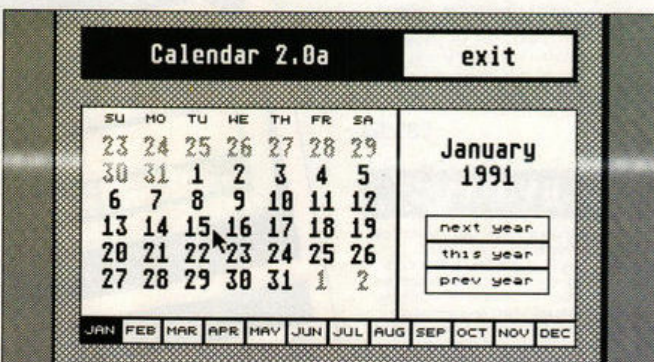 Calendar 2.0a exit
SU MO TU WE TH FR SA
23 24 25 26 27 28 29
30 31 1 2 3 4 5
6 7 8 9 10 11 12
13 14 15 16 17 18 19
20 21 22 23 24 25 26
27 28 29 30 31 1 2
January
1991
next year
this year
prev year
JAN FEB MAR APR MAY JUN JUL AUG SEP OCT NOV DEC